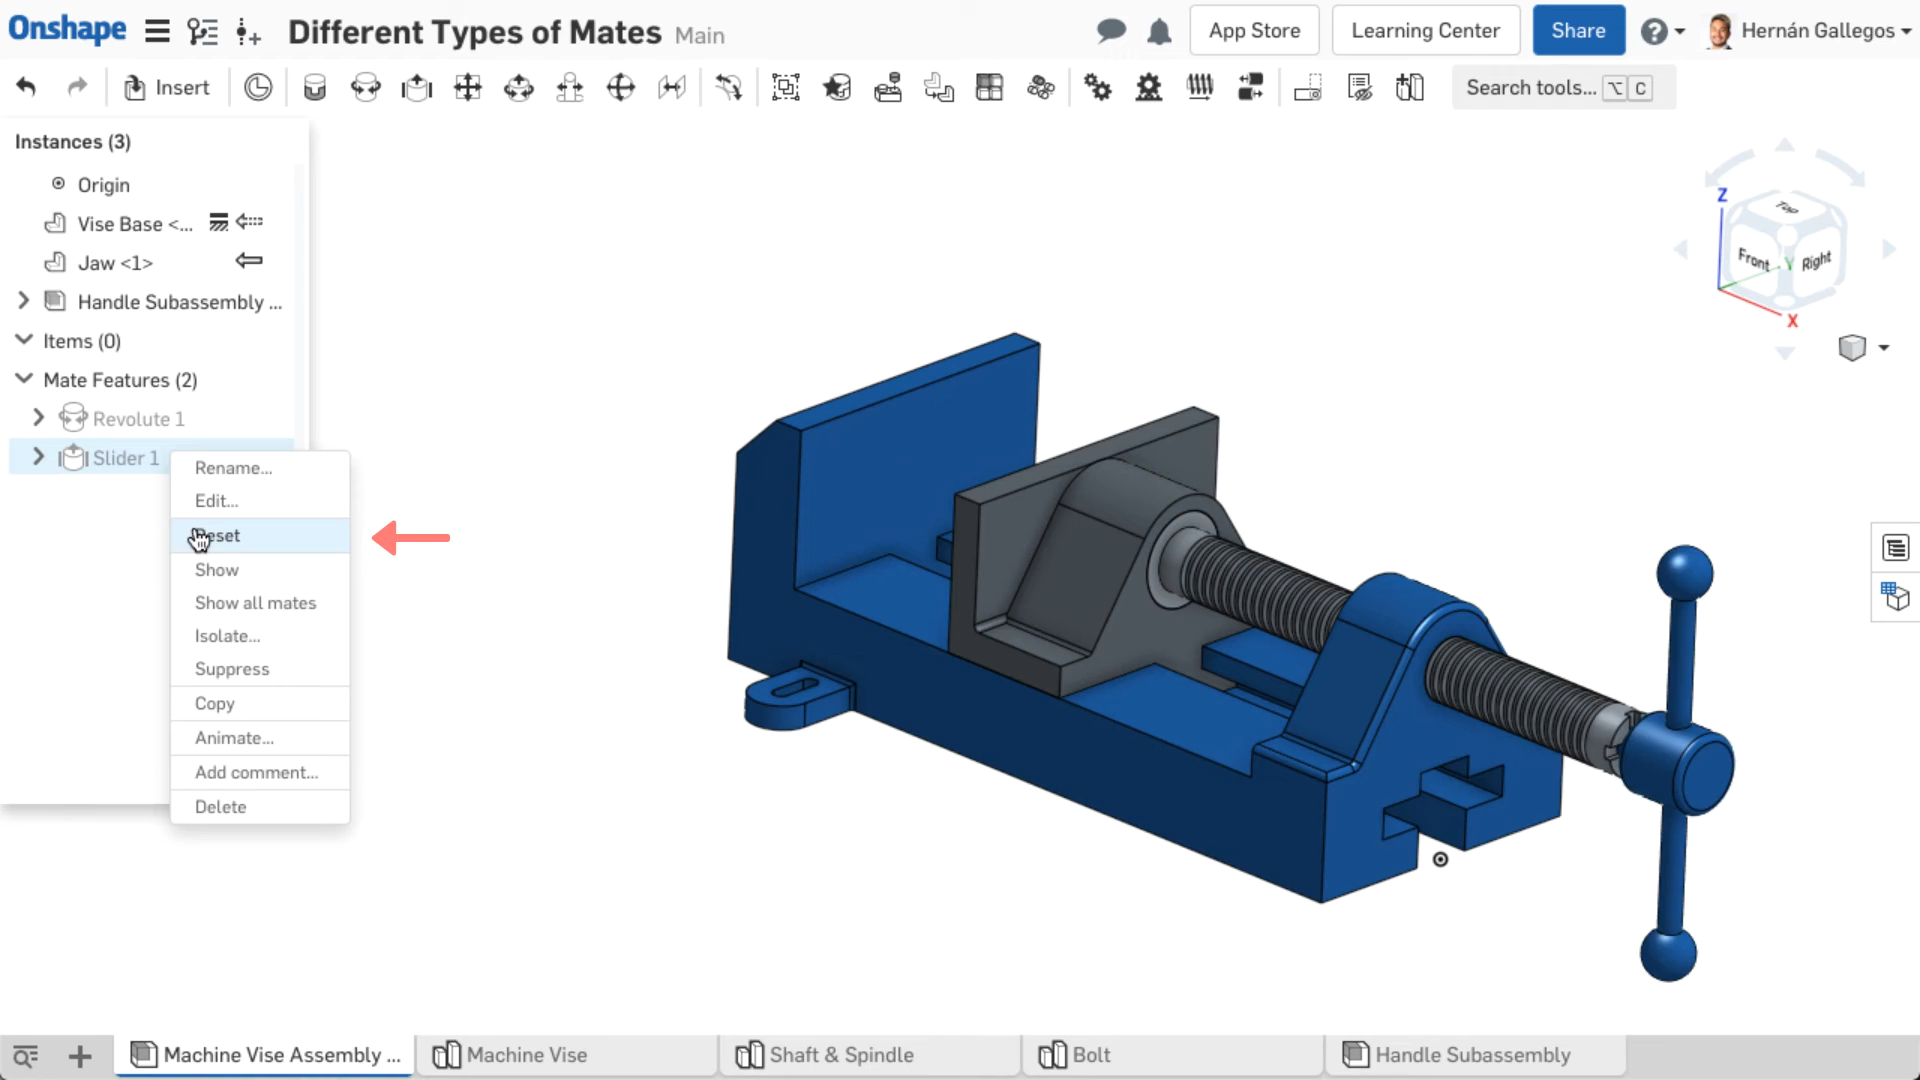 Onshape Different Types of Mates Main App Store Learning Center Share Hernán Gallegos
Insert Search tools... ⌥ C
Instances (3)
Origin
Vise Base <...
Jaw <1>
Handle Subassembly ...
Items (0)
Mate Features (2)
Revolute 1
Slider 1
Rename...
Edit...
Reset
Show
Show all mates
Isolate...
Suppress
Copy
Animate...
Add comment...
Delete
Z
Top
Front
Y
Right
X
Machine Vise Assembly ... Machine Vise Shaft & Spindle Bolt Handle Subassembly